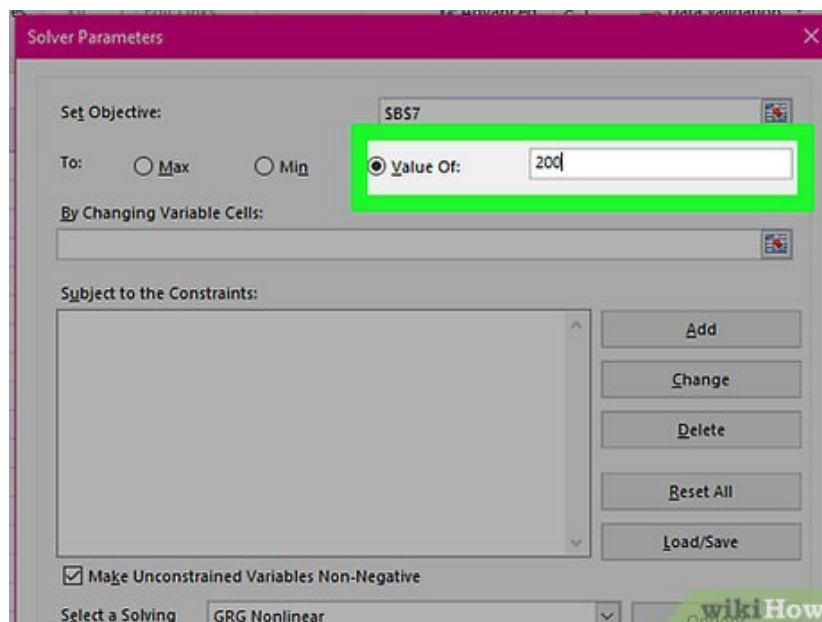 Solver Parameters
Set Objective: $B$7
To: Max Min Value Of: 200
By Changing Variable Cells:
Subject to the Constraints:
Add
Change
Delete
Reset All
Load/Save
Make Unconstrained Variables Non-Negative
Select a Solving GRG Nonlinear
wikiHow